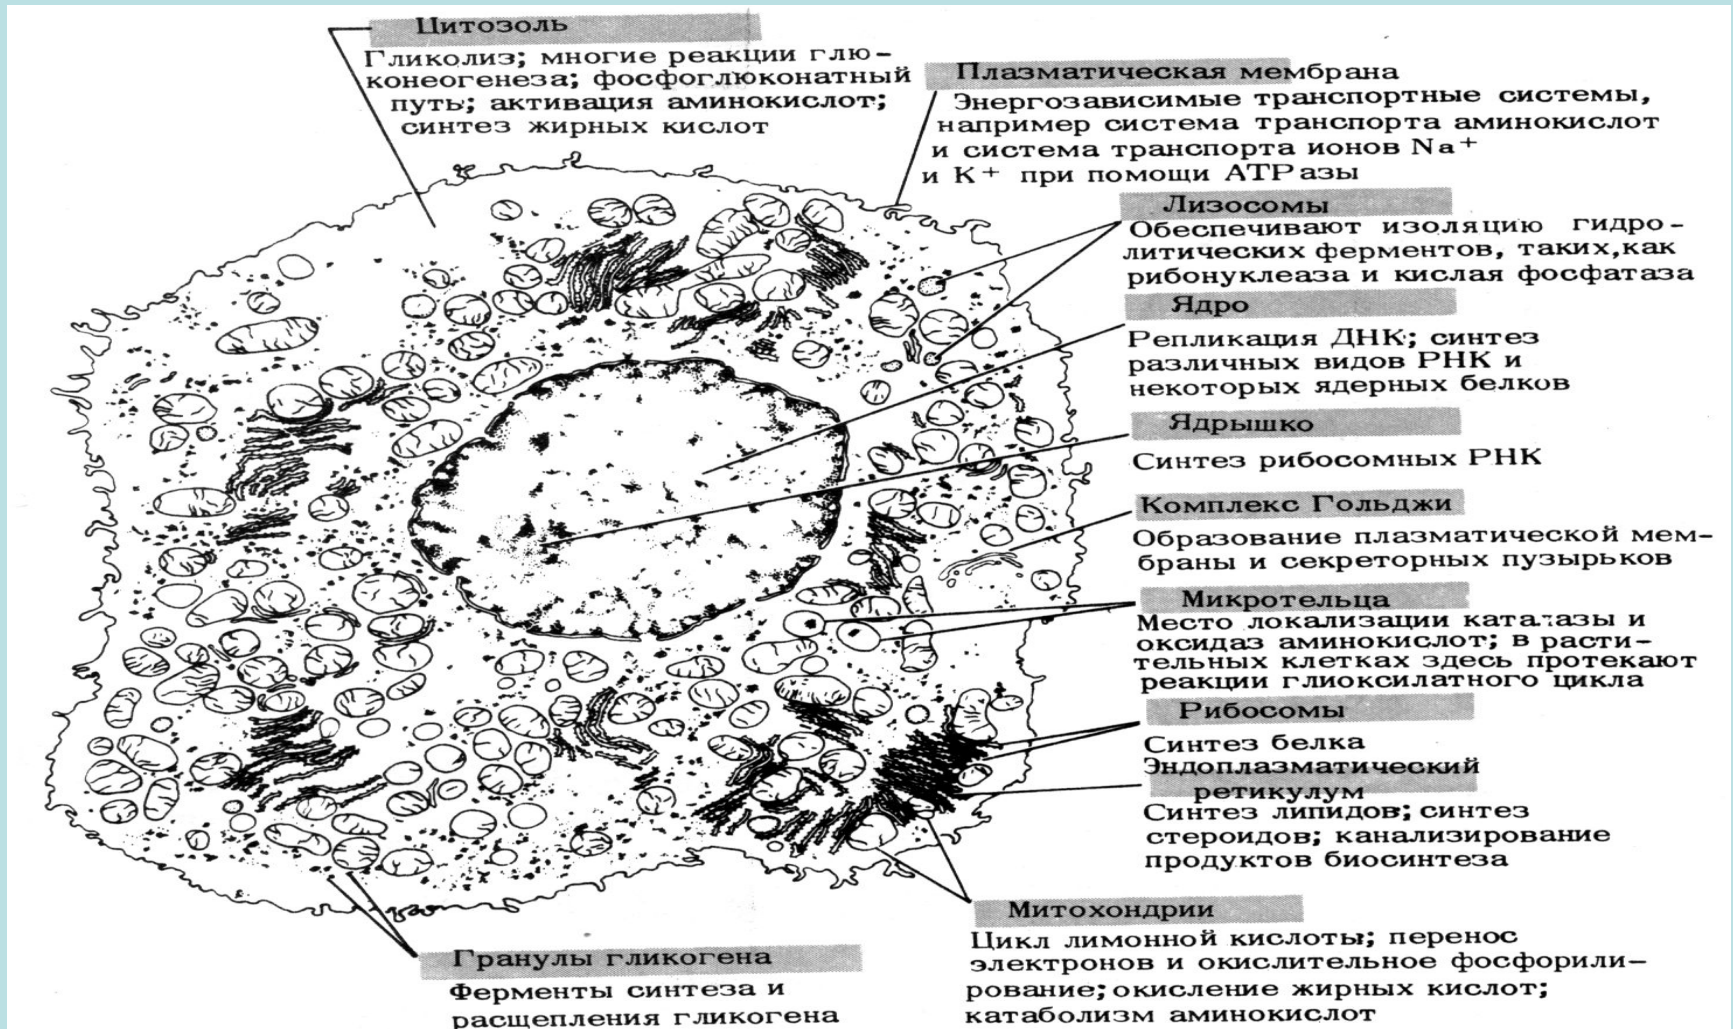 Цитозоль
Гликолиз; многие реакции глю-
конеогенеза; фосфоглюконатный
путь; активация аминокислот;
синтез жирных кислот
Плазматическая мембрана
Энергозависимые транспортные системы,
например система транспорта аминокислот
и система транспорта ионов Na⁺
и К⁺ при помощи АТРазы
Лизосомы
Обеспечивают изоляцию гидро-
литических ферментов, таких,как
рибонуклеаза и кислая фосфатаза
Ядро
Репликация ДНК; синтез
различных видов РНК и
некоторых ядерных белков
Ядрышко
Синтез рибосомных РНК
Комплекс Гольджи
Образование плазматической мем-
браны и секреторных пузырьков
Микротельца
Место локализации каталазы и
оксидаз аминокислот; в расти-
тельных клетках здесь протекают
реакции глиоксилатного цикла
Рибосомы
Синтез белка
Эндоплазматический
ретикулум
Синтез липидов; синтез
стероидов; канализирование
продуктов биосинтеза
Митохондрии
Цикл лимонной кислоты; перенос
электронов и окислительное фосфорили-
рование; окисление жирных кислот;
катаболизм аминокислот
Гранулы гликогена
Ферменты синтеза и
расщепления гликогена